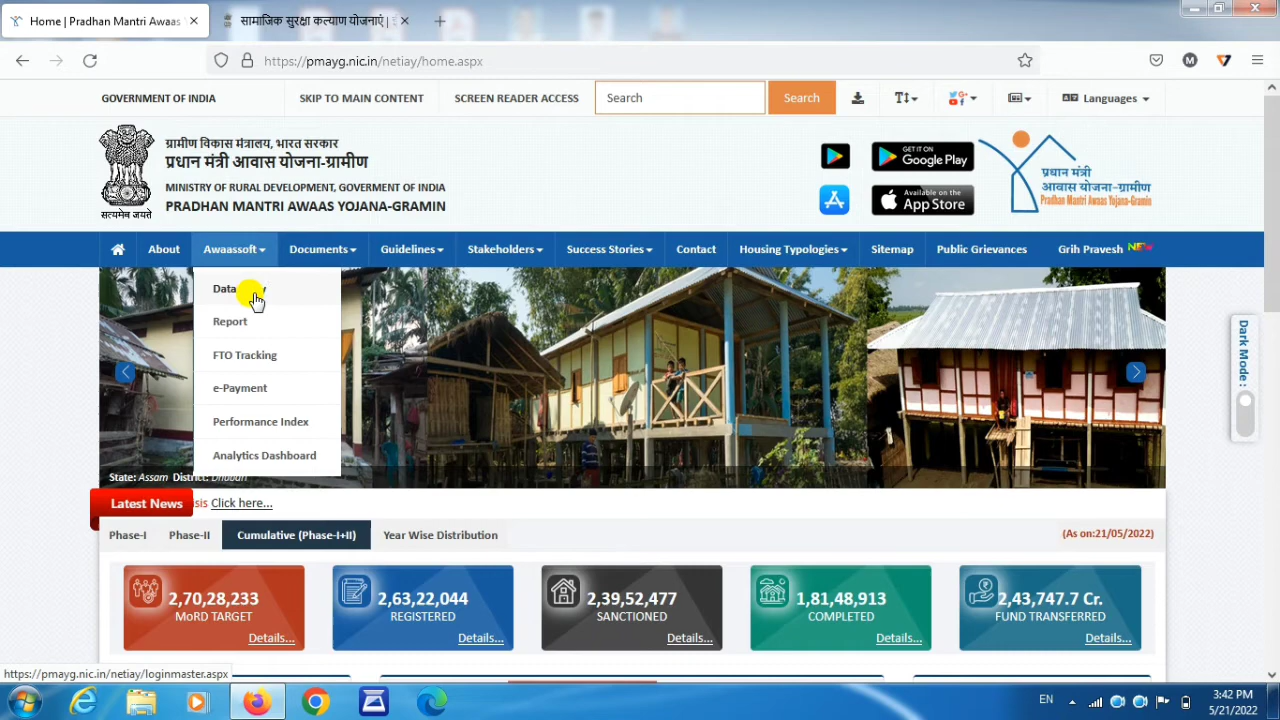 Home | Pradhan Mantri Awaas
सामाजिक सुरक्षा कल्याण योजनाएं |
https://pmayg.nic.in/netiay/home.aspx
GOVERNMENT OF INDIA
SKIP TO MAIN CONTENT
SCREEN READER ACCESS
Search
Search
Languages
ग्रामीण विकास मंत्रालय, भारत सरकार
प्रधान मंत्री आवास योजना-ग्रामीण
MINISTRY OF RURAL DEVELOPMENT, GOVERMENT OF INDIA
PRADHAN MANTRI AWAAS YOJANA-GRAMIN
सत्यमेव जयते
GET IT ON
Google Play
Available on the
App Store
प्रधान मंत्री
आवास योजना-ग्रामीण
Pradhan Mantri Awaas Yojana-Gramin
About
Awaassoft
Documents
Guidelines
Stakeholders
Success Stories
Contact
Housing Typologies
Sitemap
Public Grievances
Grih Pravesh NEW
Data
Report
FTO Tracking
e-Payment
Performance Index
Analytics Dashboard
Dark Mode :
State: Assam District:
Latest News
Click here...
Phase-I
Phase-II
Cumulative (Phase-I+II)
Year Wise Distribution
(As on:21/05/2022)
2,70,28,233
MoRD TARGET
Details...
2,63,22,044
REGISTERED
Details...
2,39,52,477
SANCTIONED
Details...
1,81,48,913
COMPLETED
Details...
2,43,747.7 Cr.
FUND TRANSFERRED
Details...
https://pmayg.nic.in/netiay/loginmaster.aspx
EN
3:42 PM
5/21/2022